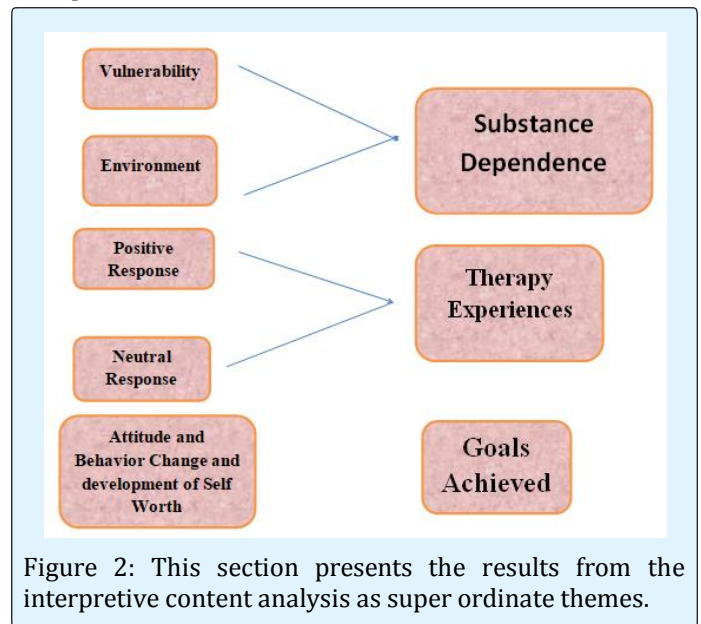 Vulnerability
Environment
Substance
Dependence
Positive
Response
Neutral
Response
Therapy
Experiences
Attitude and
Behavior Change and
development of Self
Worth
Goals
Achieved
Figure 2: This section presents the results from the
interpretive content analysis as super ordinate themes.